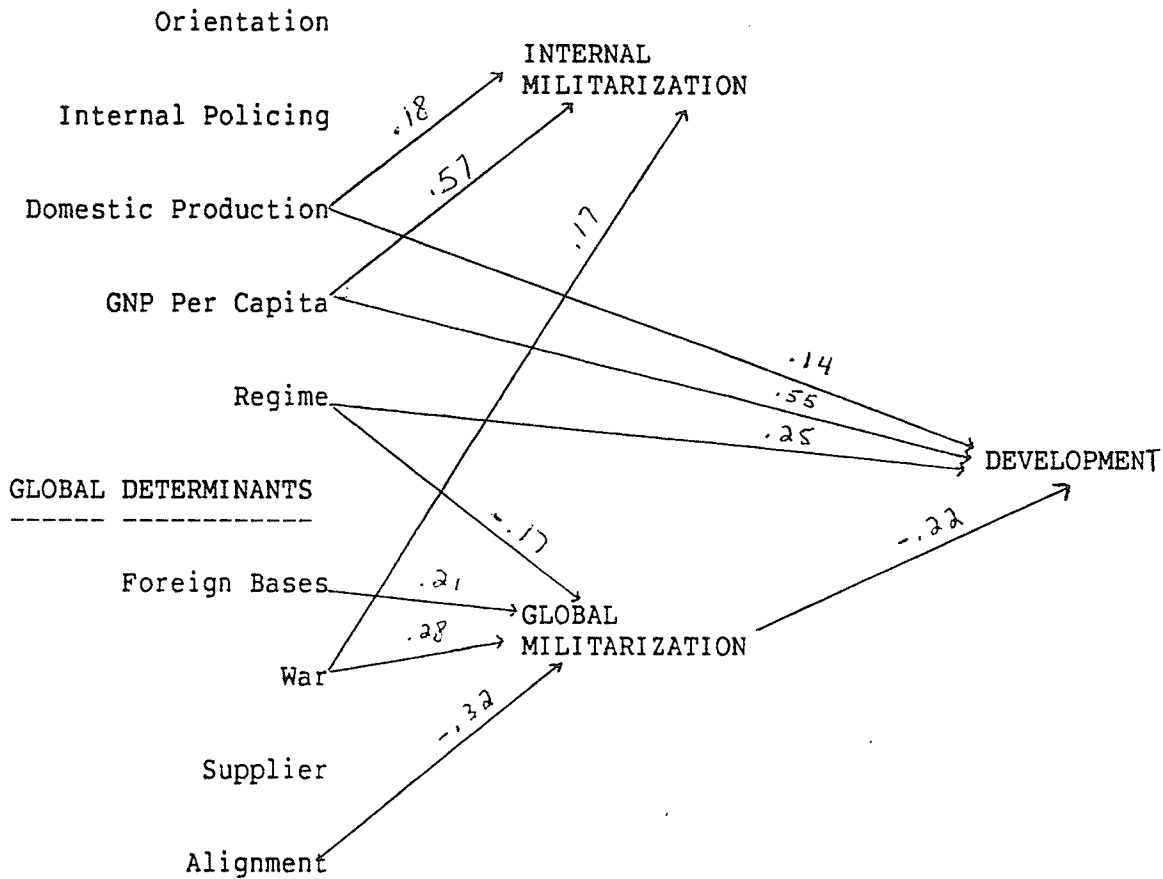 Orientation
INTERNAL
MILITARIZATION
Internal Policing
.18
.57
Domestic Production
.17
GNP Per Capita
.14
.55
Regime
.25
DEVELOPMENT
GLOBAL DETERMINANTS
------ ------------
-.17
-.22
Foreign Bases
.21
GLOBAL
MILITARIZATION
.28
War
-.32
Supplier
Alignment